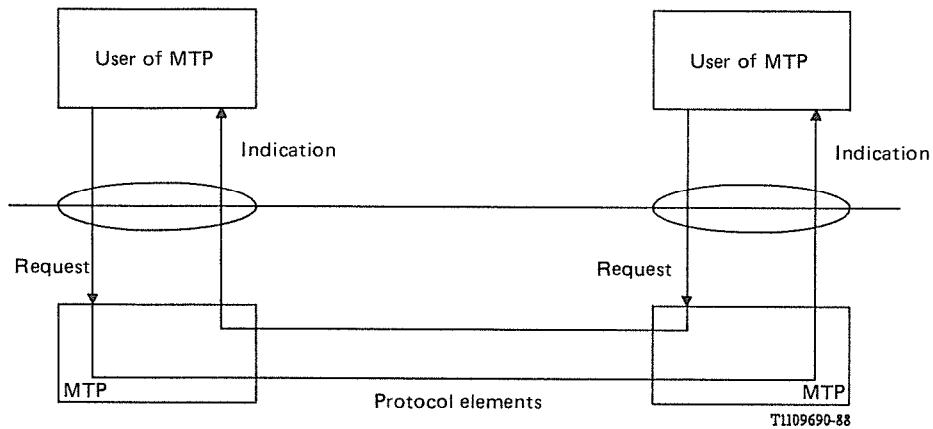 User of MTP
User of MTP
Indication
Indication
Request
Request
MTP
MTP
Protocol elements
T1109690-88